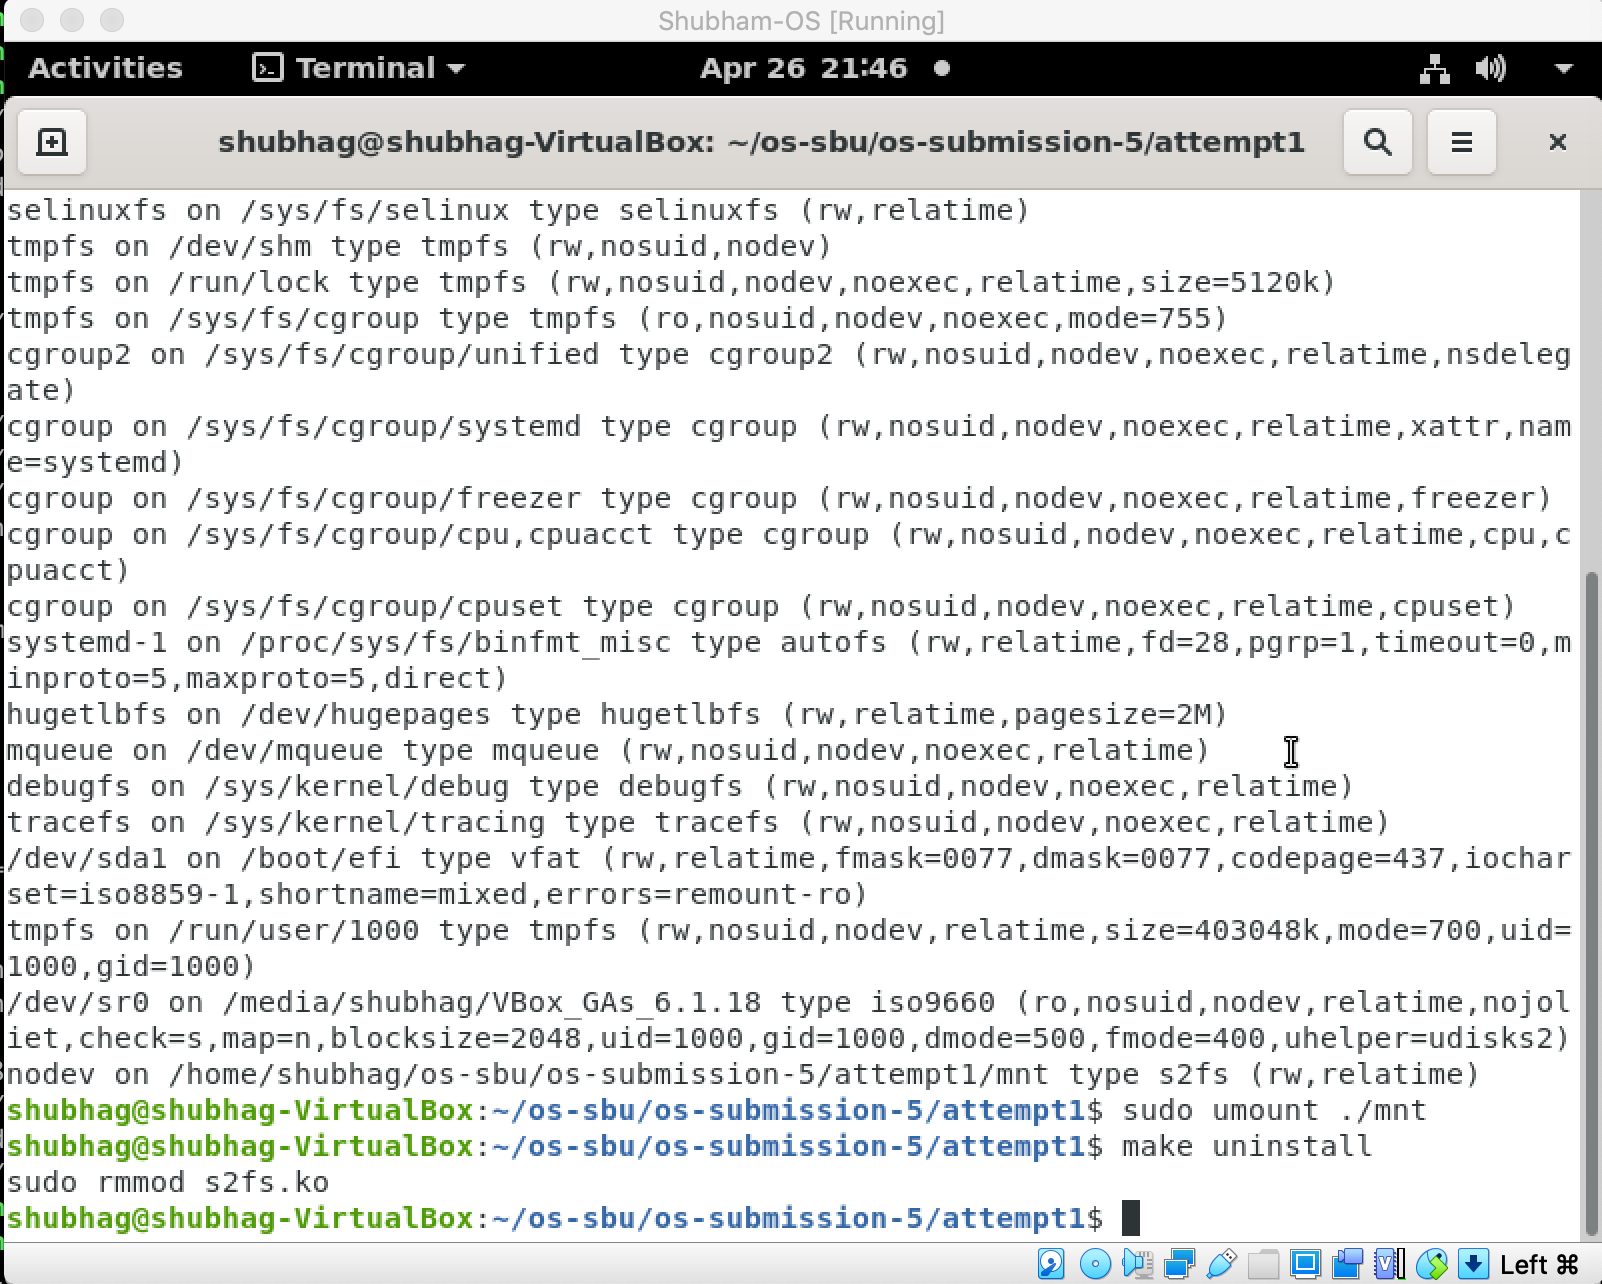 Shubham-OS [Running]
Activities Terminal Apr 26 21:46
shubhag@shubhag-VirtualBox: ~/os-sbu/os-submission-5/attempt1
selinuxfs on /sys/fs/selinux type selinuxfs (rw,relatime)
tmpfs on /dev/shm type tmpfs (rw,nosuid,nodev)
tmpfs on /run/lock type tmpfs (rw,nosuid,nodev,noexec,relatime,size=5120k)
tmpfs on /sys/fs/cgroup type tmpfs (ro,nosuid,nodev,noexec,mode=755)
cgroup2 on /sys/fs/cgroup/unified type cgroup2 (rw,nosuid,nodev,noexec,relatime,nsdeleg
ate)
cgroup on /sys/fs/cgroup/systemd type cgroup (rw,nosuid,nodev,noexec,relatime,xattr,nam
e=systemd)
cgroup on /sys/fs/cgroup/freezer type cgroup (rw,nosuid,nodev,noexec,relatime,freezer)
cgroup on /sys/fs/cgroup/cpu,cpuacct type cgroup (rw,nosuid,nodev,noexec,relatime,cpu,c
puacct)
cgroup on /sys/fs/cgroup/cpuset type cgroup (rw,nosuid,nodev,noexec,relatime,cpuset)
systemd-1 on /proc/sys/fs/binfmt_misc type autofs (rw,relatime,fd=28,pgrp=1,timeout=0,m
inproto=5,maxproto=5,direct)
hugetlbfs on /dev/hugepages type hugetlbfs (rw,relatime,pagesize=2M)
mqueue on /dev/mqueue type mqueue (rw,nosuid,nodev,noexec,relatime)
debugfs on /sys/kernel/debug type debugfs (rw,nosuid,nodev,noexec,relatime)
tracefs on /sys/kernel/tracing type tracefs (rw,nosuid,nodev,noexec,relatime)
/dev/sda1 on /boot/efi type vfat (rw,relatime,fmask=0077,dmask=0077,codepage=437,iochar
set=iso8859-1,shortname=mixed,errors=remount-ro)
tmpfs on /run/user/1000 type tmpfs (rw,nosuid,nodev,relatime,size=403048k,mode=700,uid=
1000,gid=1000)
/dev/sr0 on /media/shubhag/VBox_GAs_6.1.18 type iso9660 (ro,nosuid,nodev,relatime,nojol
iet,check=s,map=n,blocksize=2048,uid=1000,gid=1000,dmode=500,fmode=400,uhelper=udisks2)
nodev on /home/shubhag/os-sbu/os-submission-5/attempt1/mnt type s2fs (rw,relatime)
shubhag@shubhag-VirtualBox:~/os-sbu/os-submission-5/attempt1$ sudo umount ./mnt
shubhag@shubhag-VirtualBox:~/os-sbu/os-submission-5/attempt1$ make uninstall
sudo rmmod s2fs.ko
shubhag@shubhag-VirtualBox:~/os-sbu/os-submission-5/attempt1$
Left ⌘